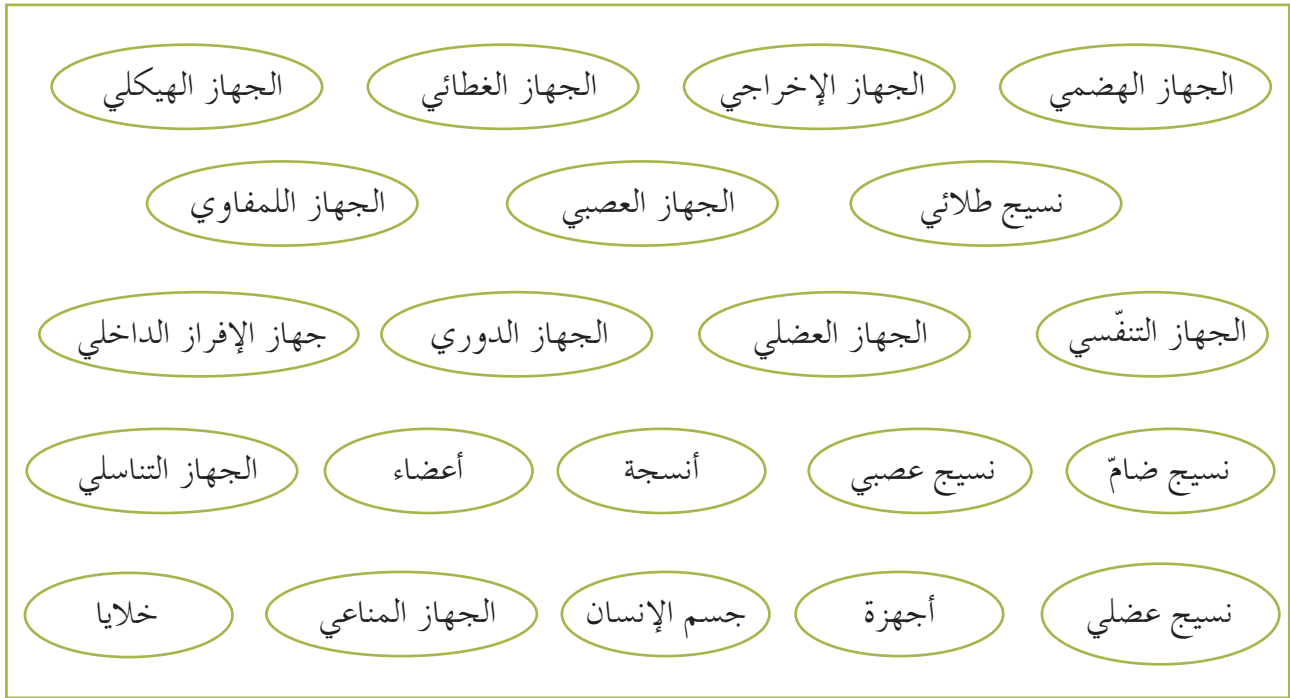 الجهاز الهضمي الجهاز الإخراجي الجهاز الغطائي الجهاز الهيكلي
نسيج طلائي الجهاز العصبي الجهاز اللمفاوي
الجهاز التنفّسي الجهاز العضلي الجهاز الدوري جهاز الإفراز الداخلي
نسيج ضامّ نسيج عصبي أنسجة أعضاء الجهاز التناسلي
نسيج عضلي أجهزة جسم الإنسان الجهاز المناعي خلايا